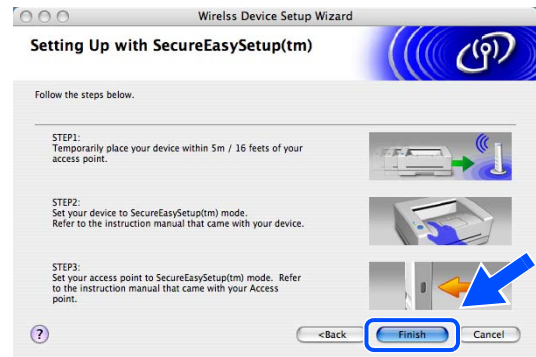 Wirelss Device Setup Wizard
Setting Up with SecureEasySetup(tm)
Follow the steps below.
STEP1:
Temporarily place your device within 5m / 16 feets of your
access point.
STEP2:
Set your device to SecureEasySetup(tm) mode.
Refer to the instruction manual that came with your device.
STEP3:
Set your access point to SecureEasySetup(tm) mode. Refer
to the instruction manual that came with your Access
point.
? <Back Finish Cancel